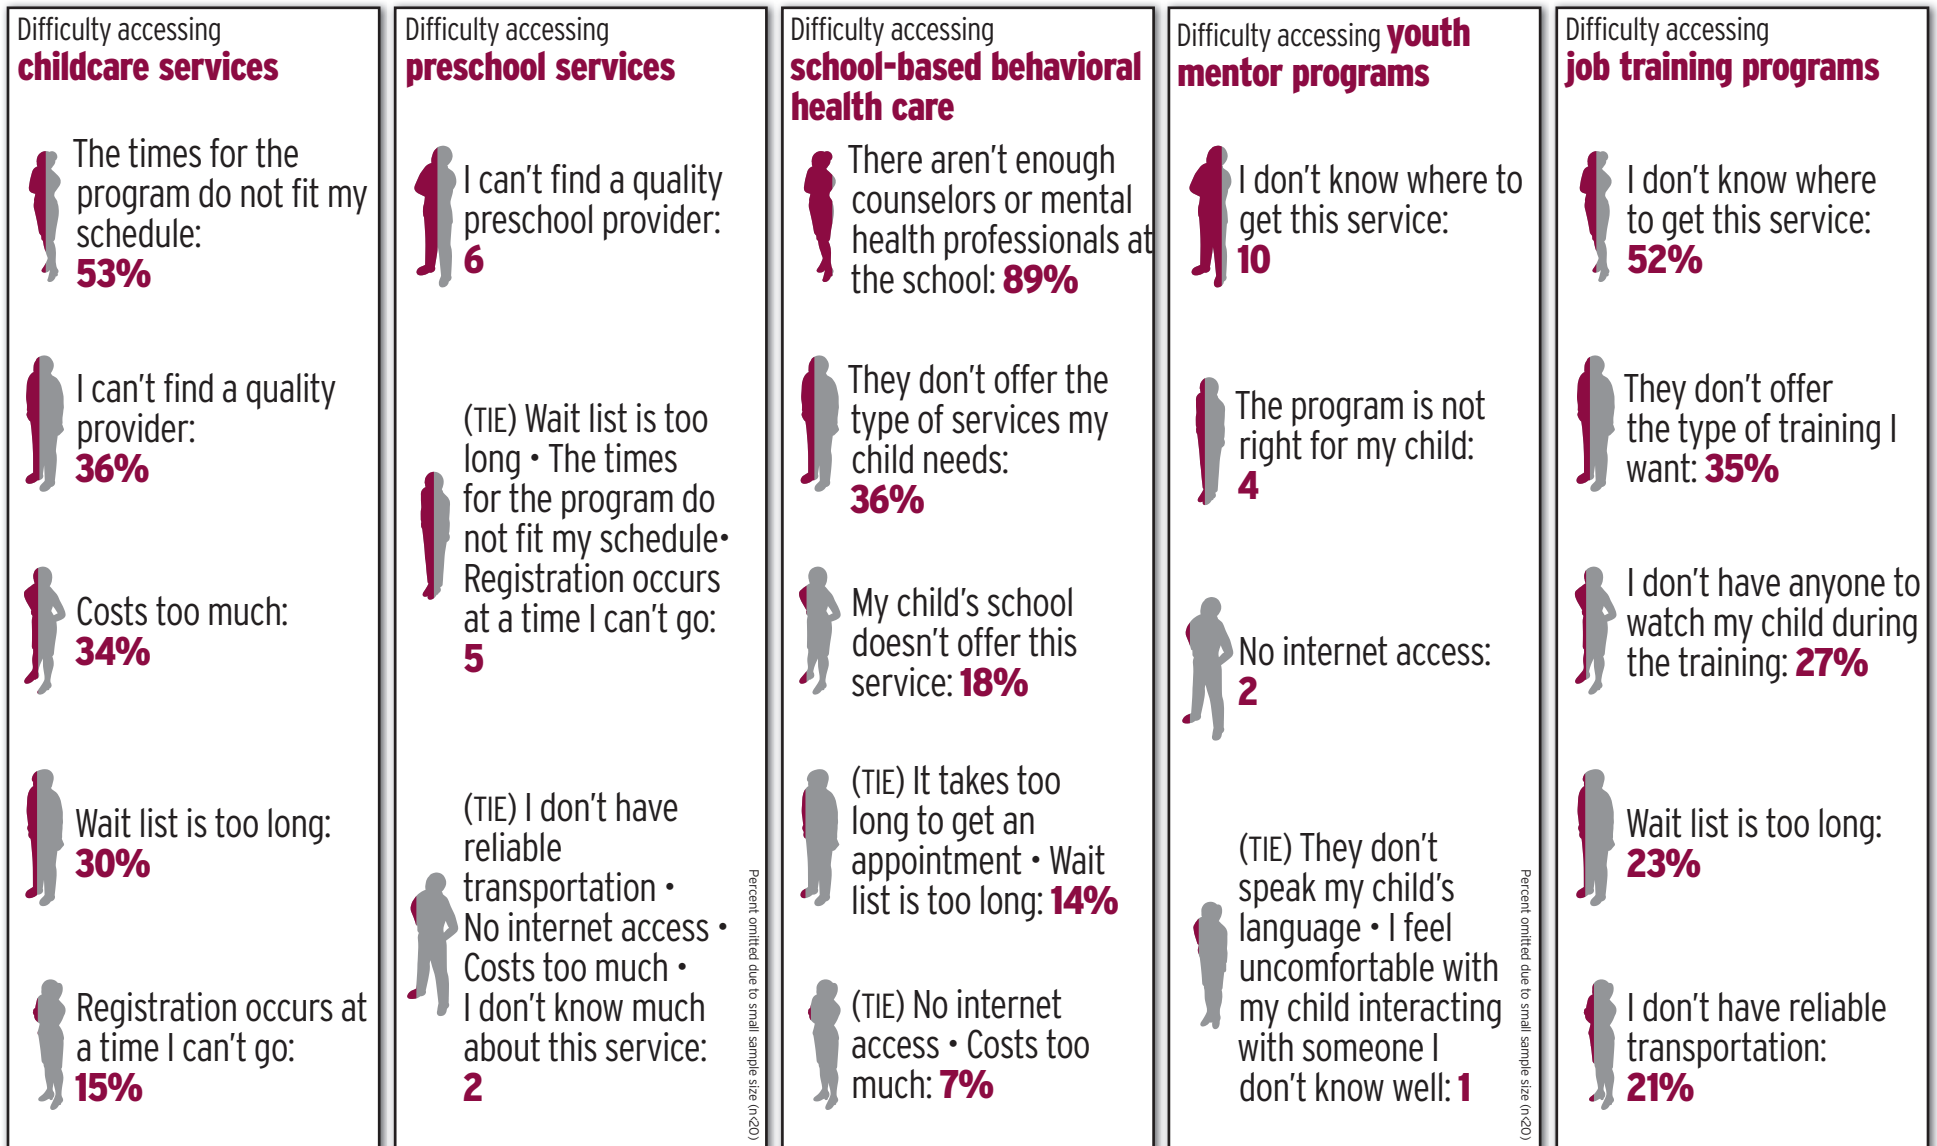 Difficulty accessing
childcare services
The times for the
program do not fit my
schedule:
53%
I can't find a quality
provider:
36%
Costs too much:
34%
Wait list is too long:
30%
Registration occurs at
a time I can't go:
15%
Difficulty accessing
preschool services
I can't find a quality
preschool provider:
6
(TIE) Wait list is too
long • The times
for the program do
not fit my schedule•
Registration occurs
at a time I can't go:
5
(TIE) I don't have
reliable
transportation •
No internet access •
Costs too much •
I don't know much
about this service:
2
Percent omitted due to small sample size (n<20)
Difficulty accessing
school-based behavioral
health care
There aren't enough
counselors or mental
health professionals at
the school: 89%
They don't offer the
type of services my
child needs:
36%
My child's school
doesn't offer this
service: 18%
(TIE) It takes too
long to get an
appointment • Wait
list is too long: 14%
(TIE) No internet
access • Costs too
much: 7%
Difficulty accessing youth
mentor programs
I don't know where to
get this service:
10
The program is not
right for my child:
4
No internet access:
2
(TIE) They don't
speak my child's
language • I feel
uncomfortable with
my child interacting
with someone I
don't know well: 1
Percent omitted due to small sample size (n<20)
Difficulty accessing
job training programs
I don't know where
to get this service:
52%
They don't offer
the type of training I
want: 35%
I don't have anyone to
watch my child during
the training: 27%
Wait list is too long:
23%
I don't have reliable
transportation:
21%